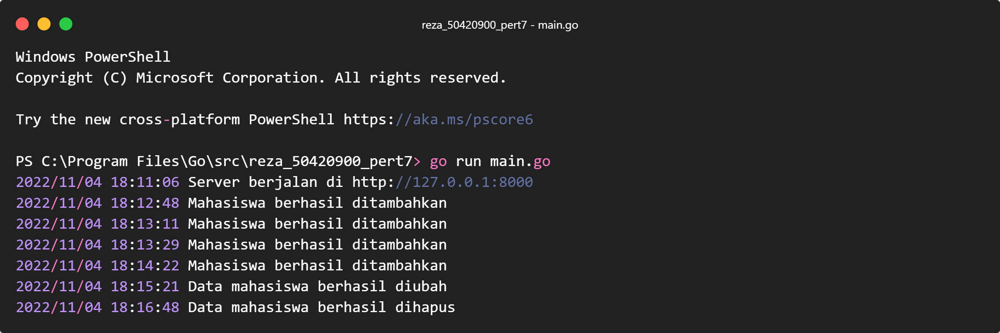 reza_50420900_pert7 - main.go
Windows PowerShell
Copyright (C) Microsoft Corporation. All rights reserved.
Try the new cross-platform PowerShell https://aka.ms/pscore6
PS C:\Program Files\Go\src\reza_50420900_pert7> go run main.go
2022/11/04 18:11:06 Server berjalan di http://127.0.0.1:8000
2022/11/04 18:12:48 Mahasiswa berhasil ditambahkan
2022/11/04 18:13:11 Mahasiswa berhasil ditambahkan
2022/11/04 18:13:29 Mahasiswa berhasil ditambahkan
2022/11/04 18:14:22 Mahasiswa berhasil ditambahkan
2022/11/04 18:15:21 Data mahasiswa berhasil diubah
2022/11/04 18:16:48 Data mahasiswa berhasil dihapus